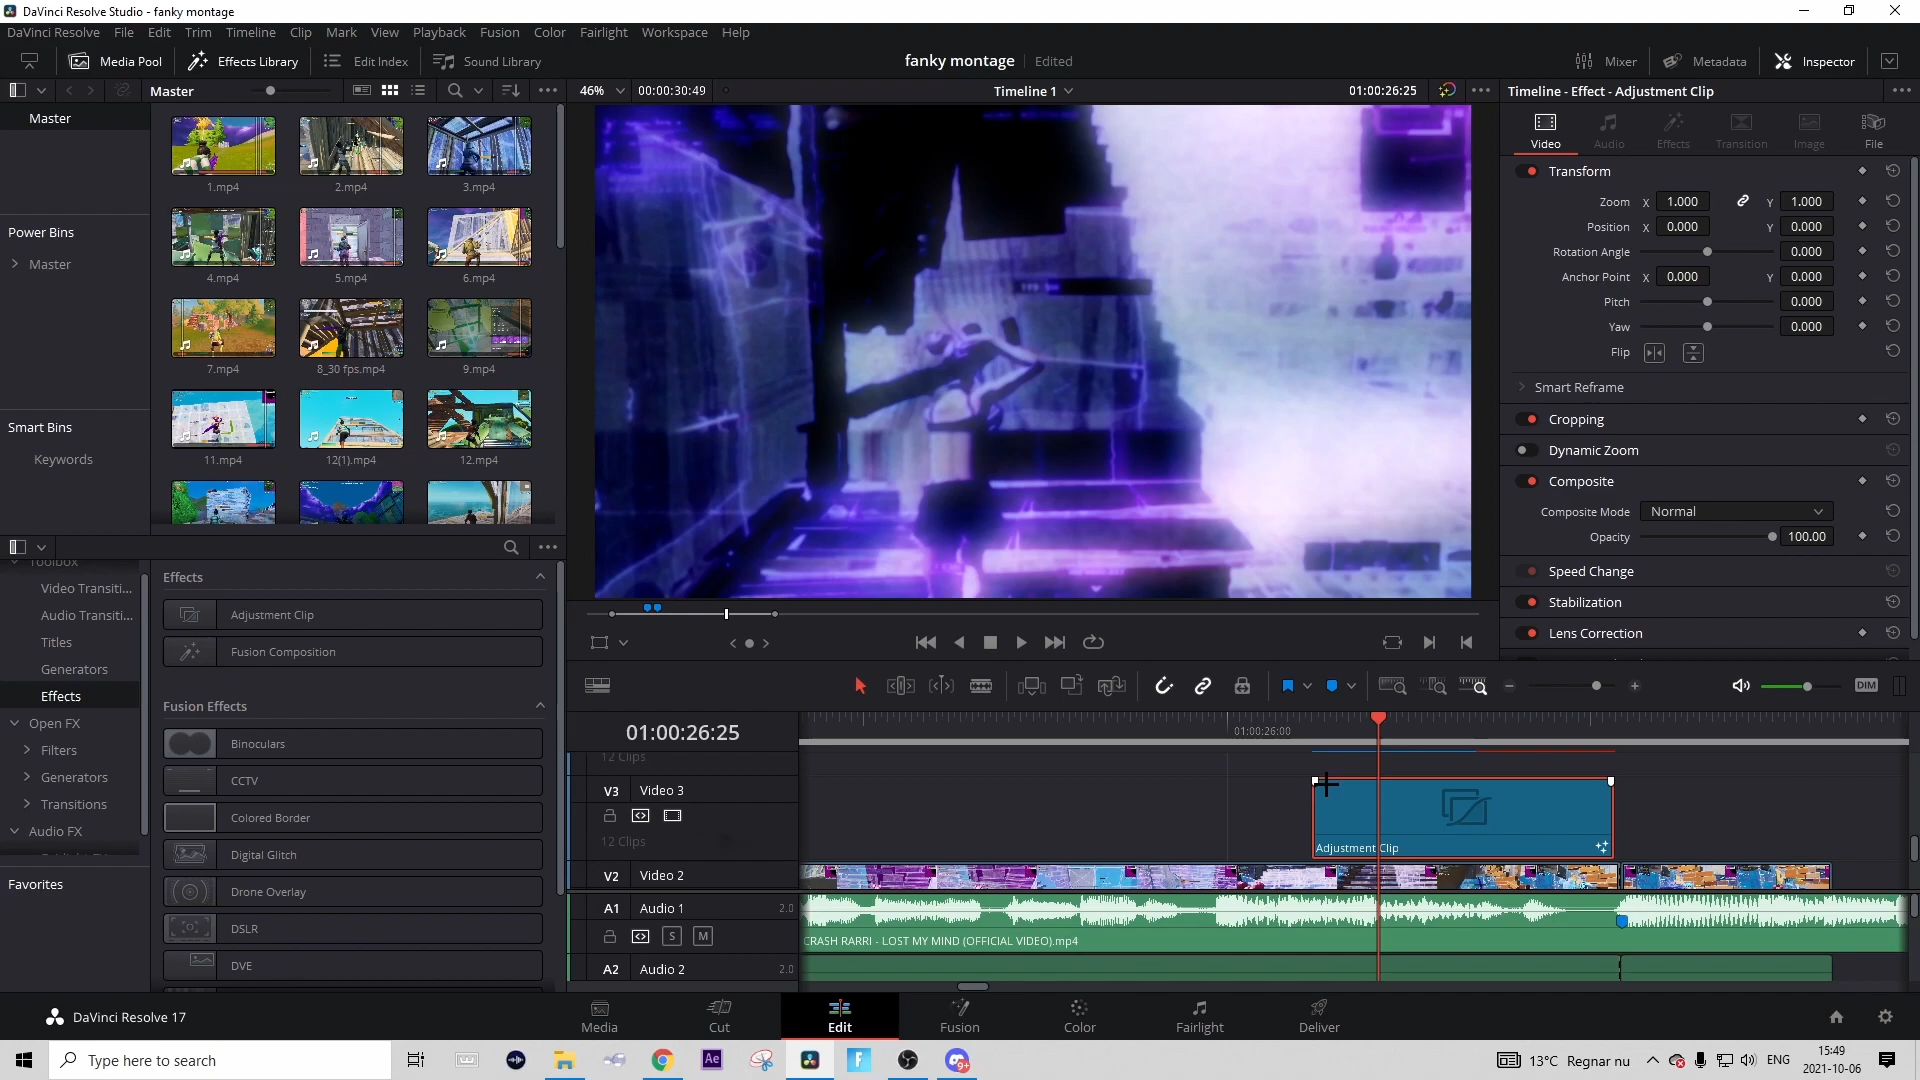 DaVinci Resolve Studio - fanky montage
DaVinci Resolve File Edit Trim Timeline Clip Mark View Playback Fusion Color Fairlight Workspace Help
Media Pool Effects Library Edit Index Sound Library fanky montage Edited Mixer Metadata Inspector
Master 46% 00:00:30:49 Timeline 1 01:00:26:25 Timeline - Effect - Adjustment Clip
Master
Power Bins
Master
Smart Bins
Keywords
1.mp4 2.mp4 3.mp4
4.mp4 5.mp4 6.mp4
7.mp4 8_30 fps.mp4 9.mp4
11.mp4 12(1).mp4 12.mp4
Video Audio Effects Transition Image File
Transform
Zoom X 1.000 Y 1.000
Position X 0.000 Y 0.000
Rotation Angle 0.000
Anchor Point X 0.000 Y 0.000
Pitch 0.000
Yaw 0.000
Flip
Smart Reframe
Cropping
Dynamic Zoom
Composite
Composite Mode Normal
Opacity 100.00
Speed Change
Stabilization
Lens Correction
Toolbox
Video Transiti...
Audio Transiti...
Titles
Generators
Effects
Open FX
Filters
Generators
Transitions
Audio FX
Favorites
Effects
Adjustment Clip
Fusion Composition
Fusion Effects
Binoculars
CCTV
Colored Border
Digital Glitch
Drone Overlay
DSLR
DVE
DIM
01:00:26:25 01:00:26:00
12 Clips
V3 Video 3
12 Clips
Adjustment Clip
V2 Video 2
A1 Audio 1 2.0
S M
CRASH RARRI - LOST MY MIND (OFFICIAL VIDEO).mp4
A2 Audio 2 2.0
DaVinci Resolve 17 Media Cut Edit Fusion Color Fairlight Deliver
Type here to search Ae F 9+ 13°C Regnar nu ENG 15:49
2021-10-06